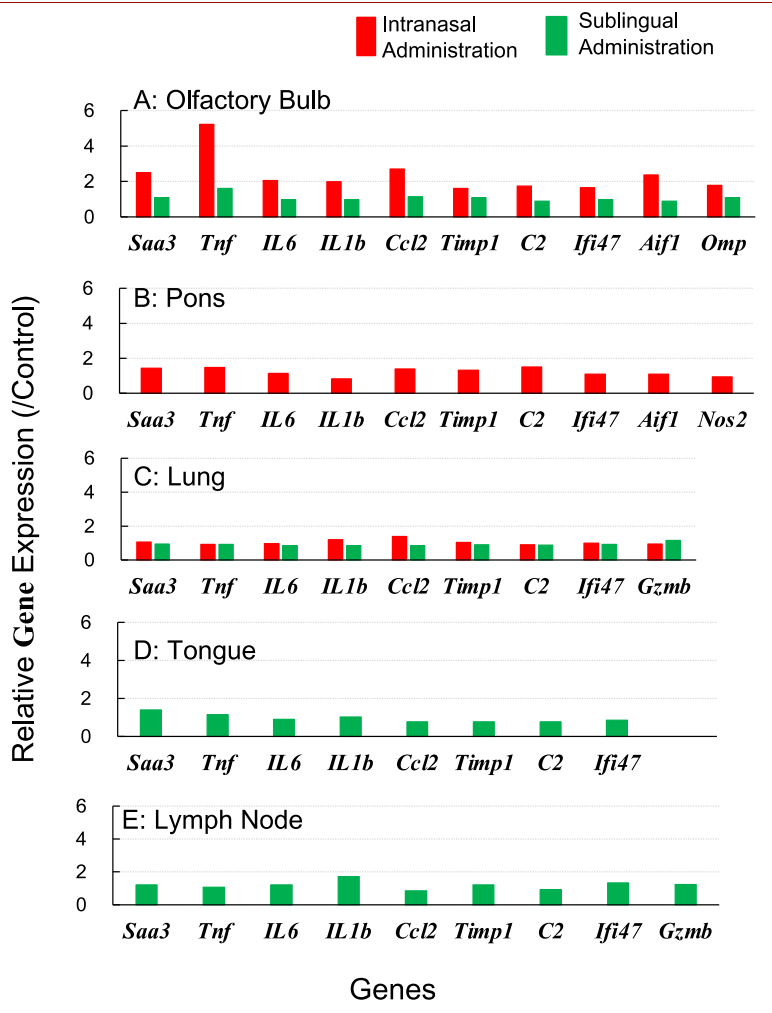 Intranasal
Administration
Sublingual
Administration
A: Olfactory Bulb
6
4
2
0
Saa3 Tnf IL6 IL1b Ccl2 Timp1 C2 Ifi47 Aif1 Omp
B: Pons
6
4
2
0
Saa3 Tnf IL6 IL1b Ccl2 Timp1 C2 Ifi47 Aif1 Nos2
C: Lung
6
4
2
0
Saa3 Tnf IL6 IL1b Ccl2 Timp1 C2 Ifi47 Gzmb
D: Tongue
6
4
2
0
Saa3 Tnf IL6 IL1b Ccl2 Timp1 C2 Ifi47
E: Lymph Node
6
4
2
0
Saa3 Tnf IL6 IL1b Ccl2 Timp1 C2 Ifi47 Gzmb
Relative Gene Expression (/Control)
Genes